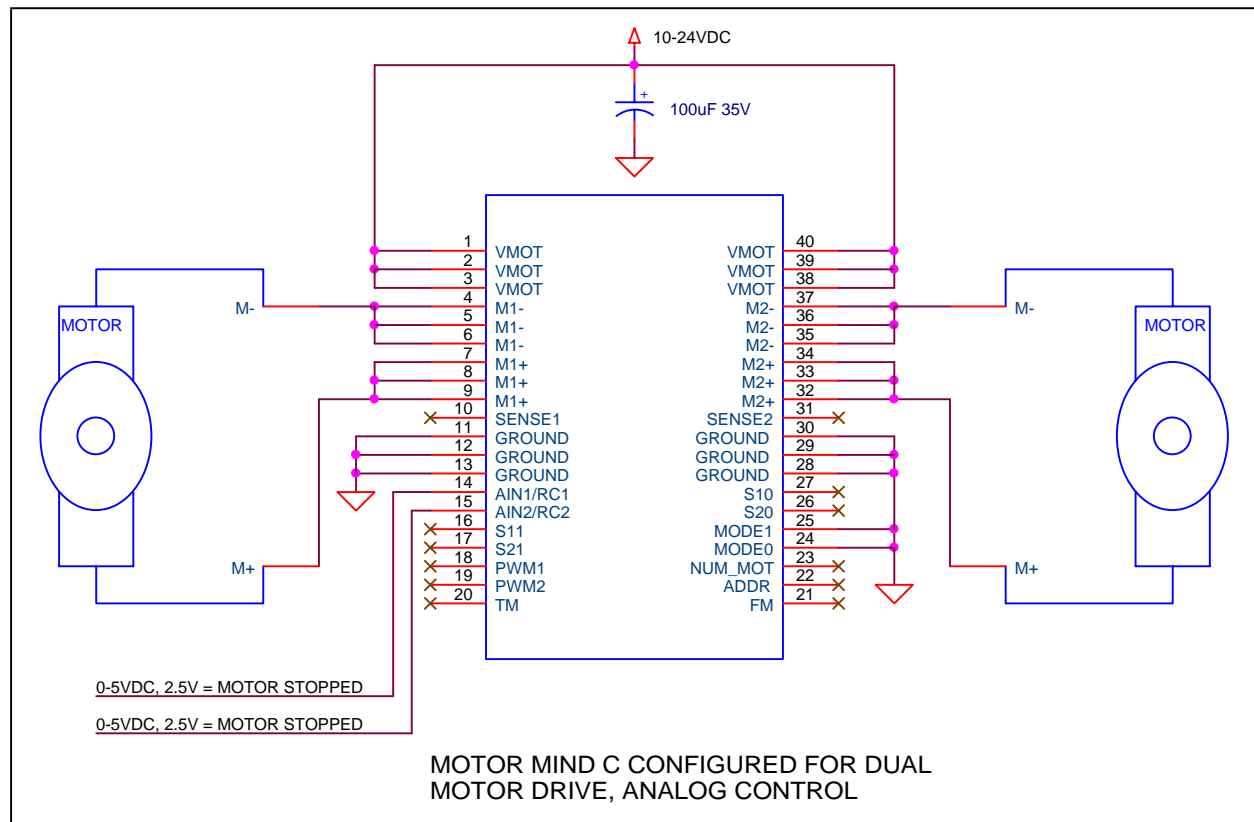 10-24VDC
+
100uF 35V
1 VMOT VMOT 40
2 VMOT VMOT 39
3 VMOT VMOT 38
M- 4 M1- M2- 37 M-
5 M1- M2- 36
MOTOR MOTOR
6 M1- M2- 35
7 M1+ M2+ 34
8 M1+ M2+ 33
9 M1+ M2+ 32
10 SENSE1 SENSE2 31
11 GROUND GROUND 30
12 GROUND GROUND 29
13 GROUND GROUND 28
14 AIN1/RC1 S10 27
15 AIN2/RC2 S20 26
16 S11 MODE1 25
17 S21 MODE0 24
M+ 18 PWM1 NUM_MOT 23 M+
19 PWM2 ADDR 22
20 TM FM 21
0-5VDC, 2.5V = MOTOR STOPPED
0-5VDC, 2.5V = MOTOR STOPPED
MOTOR MIND C CONFIGURED FOR DUAL
MOTOR DRIVE, ANALOG CONTROL